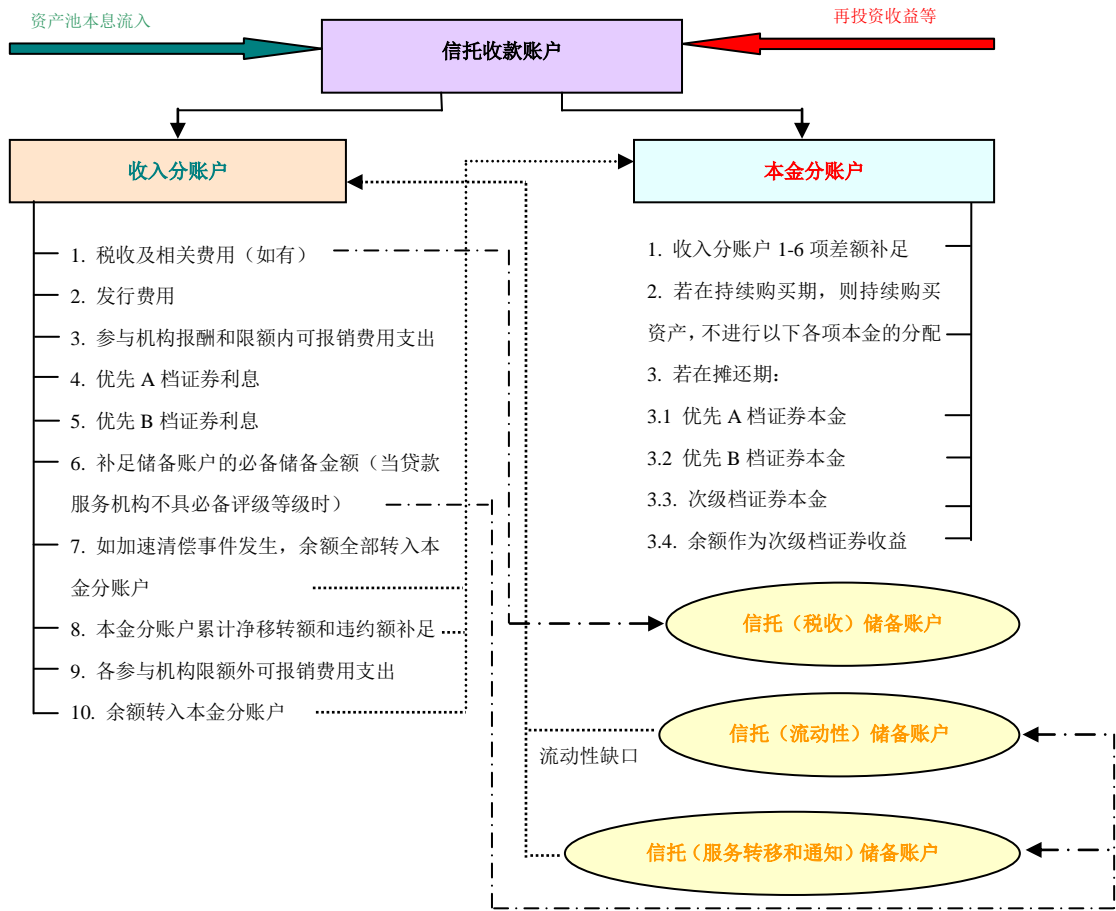 资产池本息流入
再投资收益等
信托收款账户
收入分账户
本金分账户
1. 税收及相关费用（如有）
2. 发行费用
3. 参与机构报酬和限额内可报销费用支出
4. 优先 A 档证券利息
5. 优先 B 档证券利息
6. 补足储备账户的必备储备金额（当贷款
服务机构不具必备评级等级时）
7. 如加速清偿事件发生，余额全部转入本
金分账户
8. 本金分账户累计净移转额和违约额补足
9. 各参与机构限额外可报销费用支出
10. 余额转入本金分账户
1. 收入分账户 1-6 项差额补足
2. 若在持续购买期，则持续购买
资产，不进行以下各项本金的分配
3. 若在摊还期：
3.1 优先 A 档证券本金
3.2 优先 B 档证券本金
3.3. 次级档证券本金
3.4. 余额作为次级档证券收益
信托（税收）储备账户
信托（流动性）储备账户
流动性缺口
信托（服务转移和通知）储备账户